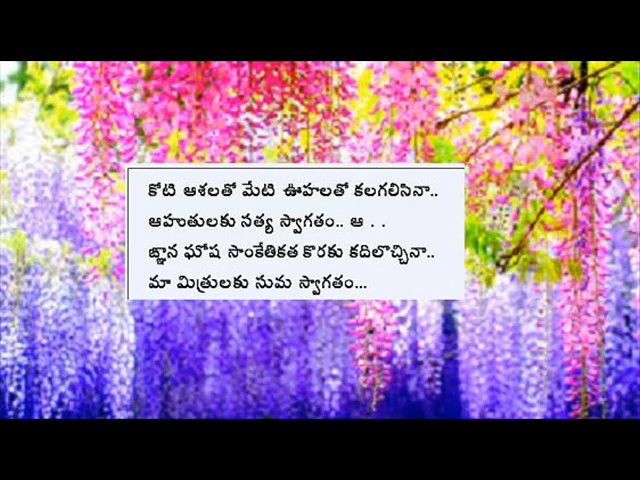 కోటి ఆశలతో మేటి ఊహలతో కలగలిసినా..
ఆహుతులకు నత్య స్వాగతం.. ఆ . .
ఙ్ఞాన ఘోష సాంకేతికత కొరకు కదిలొచ్చినా..
మా మిత్రులకు సుమ స్వాగతం...